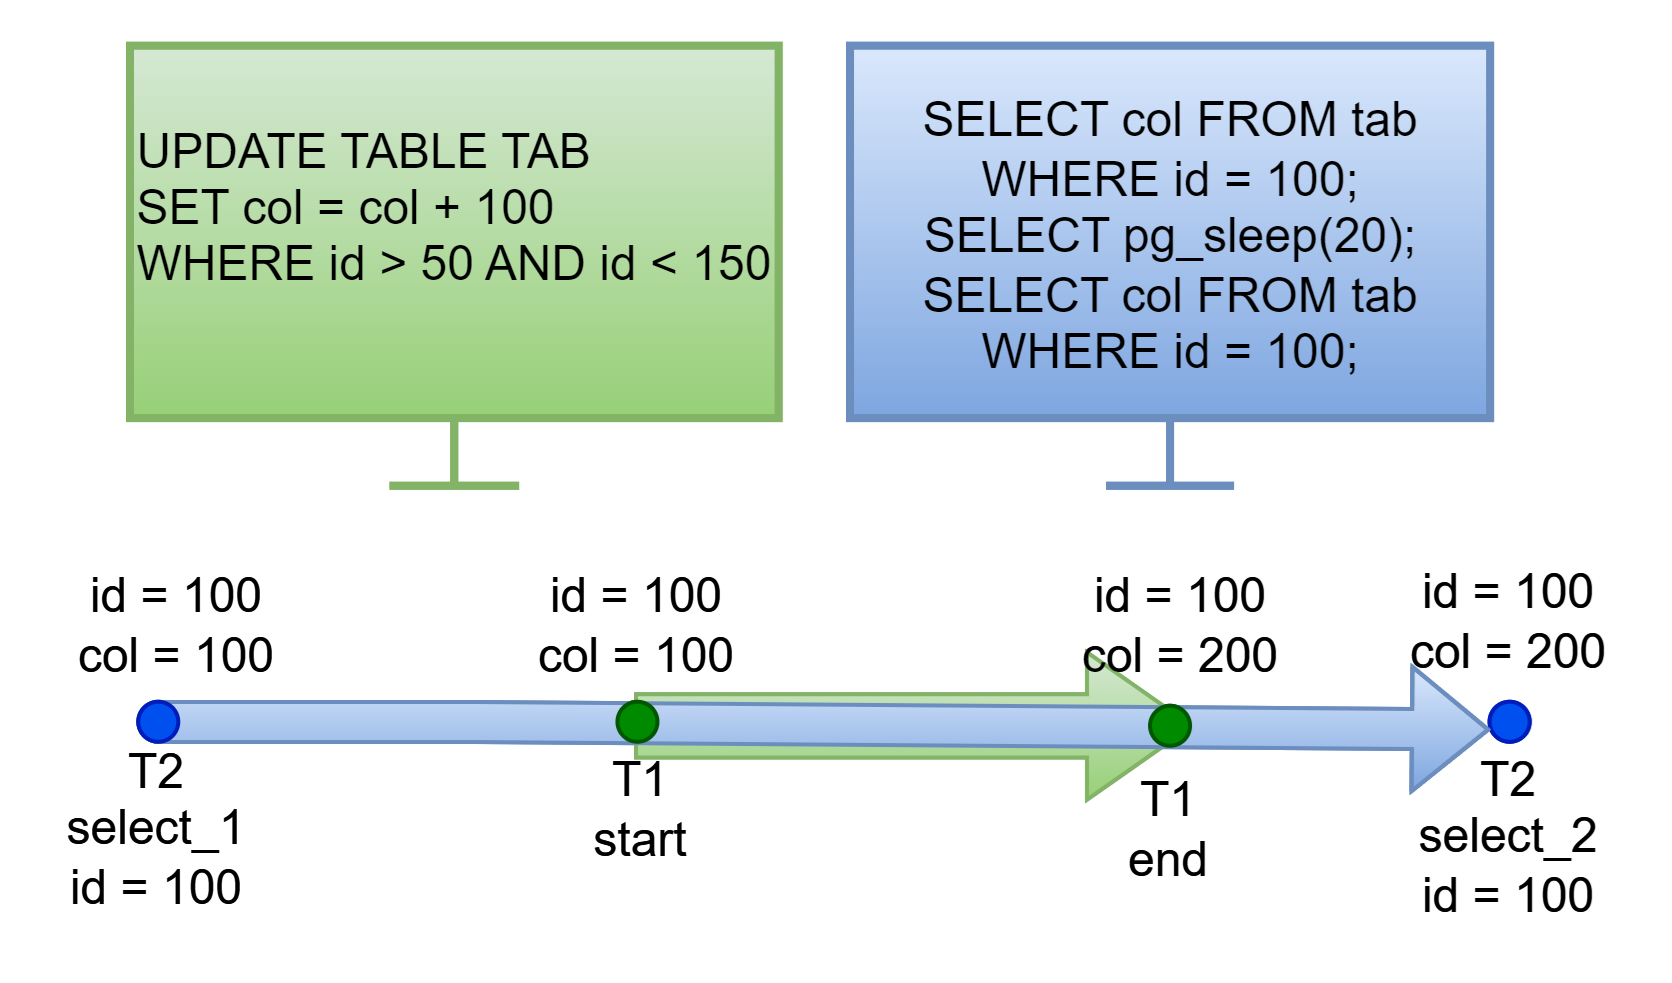 UPDATE TABLE TAB
SET col = col + 100
WHERE id > 50 AND id < 150
SELECT col FROM tab
WHERE id = 100;
SELECT pg_sleep(20);
SELECT col FROM tab
WHERE id = 100;
id = 100
col = 100
id = 100
col = 100
id = 100
col = 200
id = 100
col = 200
T2
select_1
id = 100
T1
start
T1
end
T2
select_2
id = 100